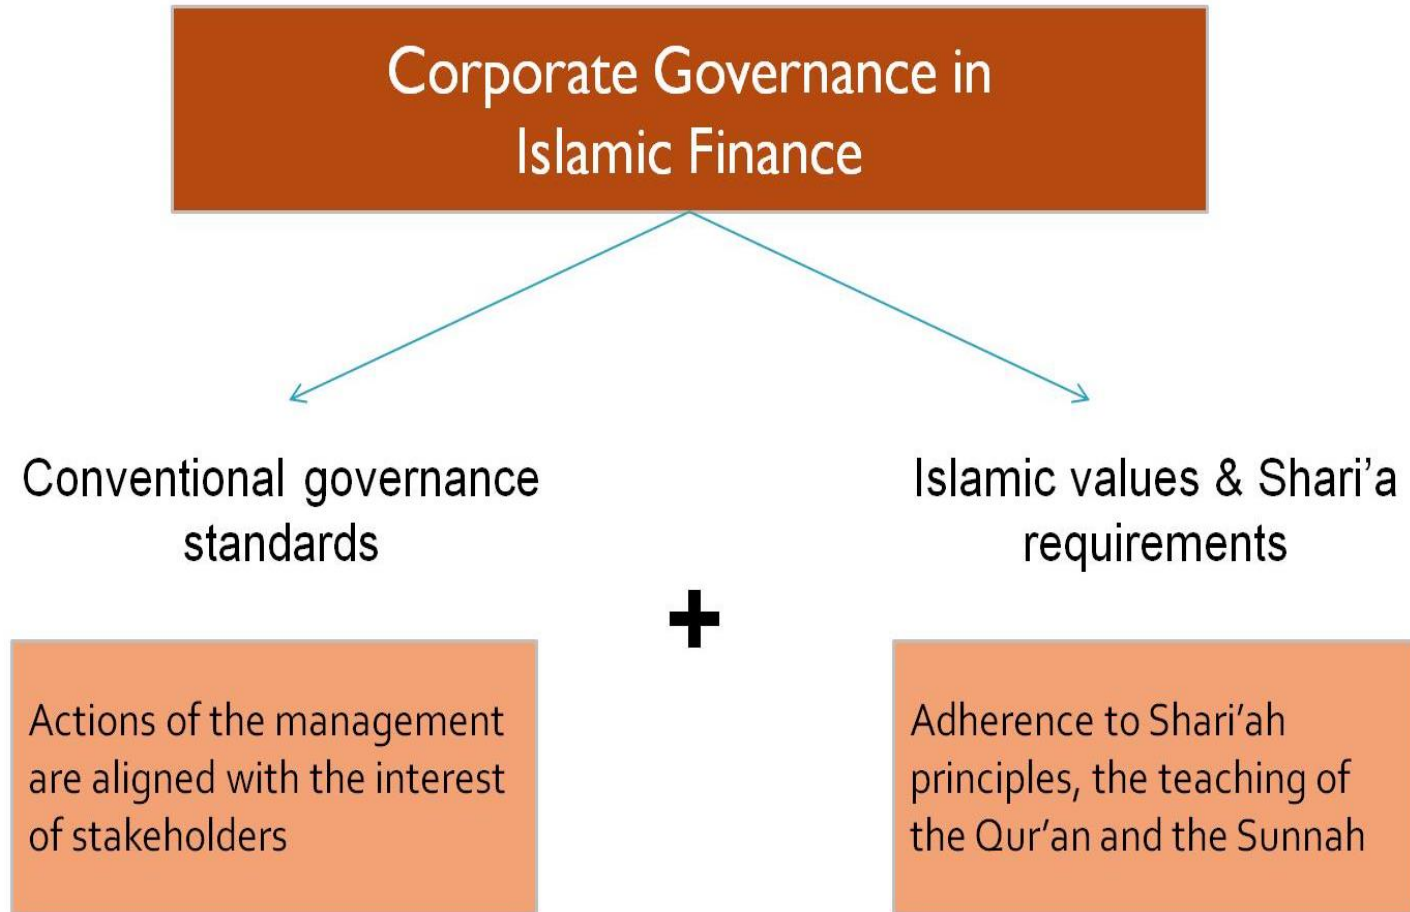 Corporate Governance in
Islamic Finance
Conventional governance
standards
Islamic values & Shari’a
requirements
+
Actions of the management
are aligned with the interest
of stakeholders
Adherence to Shari’ah
principles, the teaching of
the Qur’an and the Sunnah